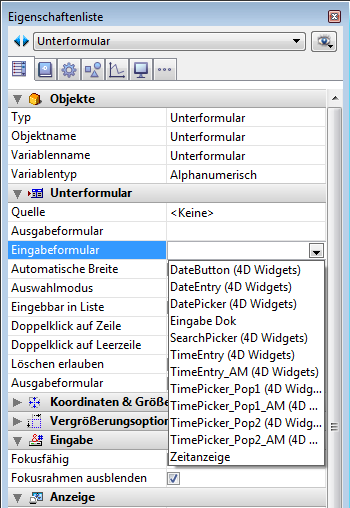 Eigenschaftenliste
Unterformular
Objekte
Typ Unterformular
Objektname Unterformular
Variablenname Unterformular
Variablentyp Alphanumerisch
Unterformular
Quelle <Keine>
Ausgabeformular
Eingabeformular
Automatische Breite
Auswahlmodus
Eingebbar in Liste
Doppelklick auf Zeile
Doppelklick auf Leerzeile
Löschen erlauben
Ausgabeformular
DateButton (4D Widgets)
DateEntry (4D Widgets)
DatePicker (4D Widgets)
Eingabe Dok
SearchPicker (4D Widgets)
TimeEntry (4D Widgets)
TimeEntry_AM (4D Widgets)
TimePicker_Pop1 (4D Widg...
TimePicker_Pop1_AM (4D ...
TimePicker_Pop2 (4D Widg...
TimePicker_Pop2_AM (4D ...
Zeitanzeige
Koordinaten & Größe
Vergrößerungsoption
Eingabe
Fokusfähig
Fokusrahmen ausblenden
Anzeige